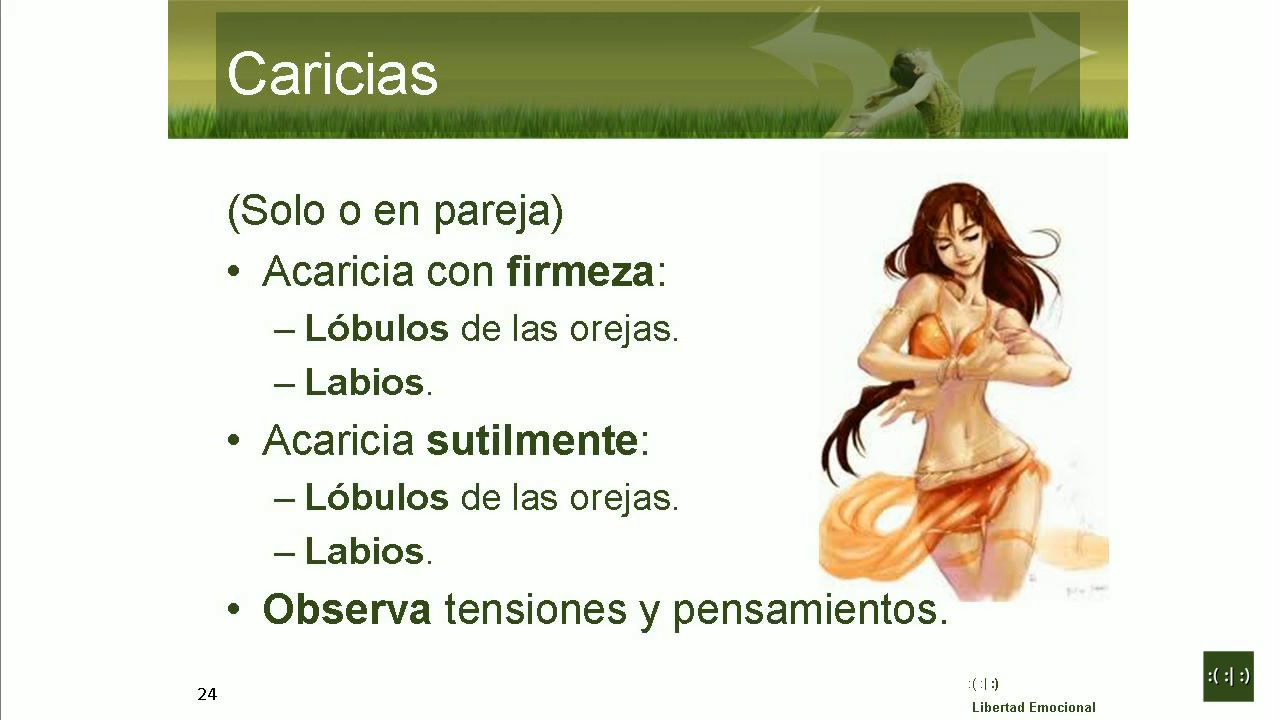 Caricias
(Solo o en pareja)
• Acaricia con firmeza:
– Lóbulos de las orejas.
– Labios.
• Acaricia sutilmente:
– Lóbulos de las orejas.
– Labios.
• Observa tensiones y pensamientos.
24
:( :| :)
Libertad Emocional
:( :| :)